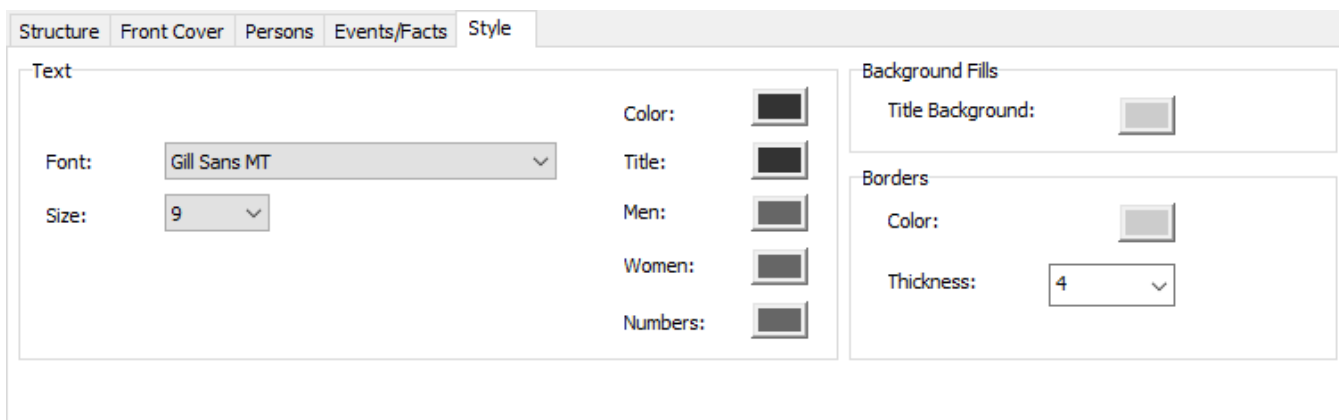 Structure Front Cover Persons Events/Facts Style
Text
Color:
Font: Gill Sans MT
Title:
Size: 9
Men:
Women:
Numbers:
Background Fills
Title Background:
Borders
Color:
Thickness: 4